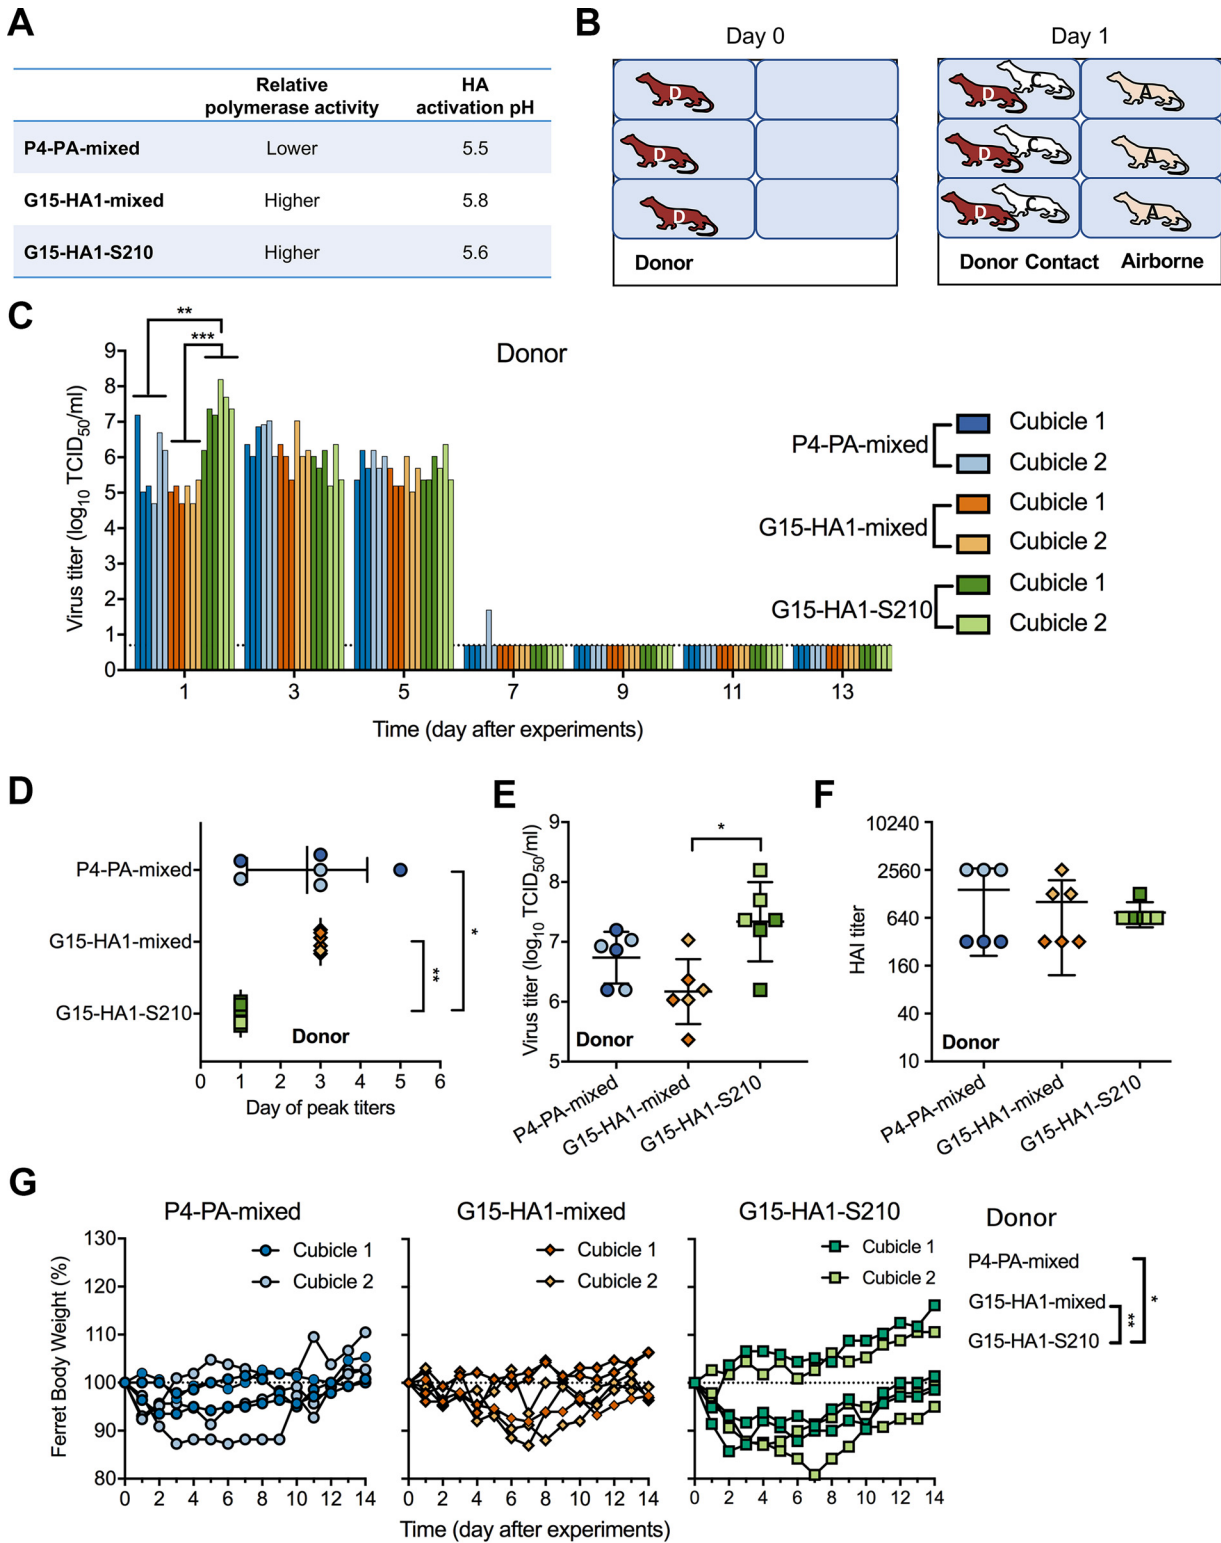 A
Relative polymerase activity
HA activation pH
P4-PA-mixed Lower 5.5
G15-HA1-mixed Higher 5.8
G15-HA1-S210 Higher 5.6
B
Day 0
Day 1
D
D
D
D C A
D C A
D C A
Donor
Donor Contact Airborne
C
Donor
** 
***
Virus titer (log10 TCID50/ml)
9
8
7
6
5
4
3
2
1
0
1 3 5 7 9 11 13
Time (day after experiments)
P4-PA-mixed
Cubicle 1
Cubicle 2
G15-HA1-mixed
Cubicle 1
Cubicle 2
G15-HA1-S210
Cubicle 1
Cubicle 2
D
P4-PA-mixed
G15-HA1-mixed
G15-HA1-S210
*
**
Donor
0 1 2 3 4 5 6
Day of peak titers
E
Virus titer (log10 TCID50/ml)
9
8
7
6
5
*
Donor
P4-PA-mixed
G15-HA1-mixed
G15-HA1-S210
F
HAI titer
10240
2560
640
160
40
10
Donor
P4-PA-mixed
G15-HA1-mixed
G15-HA1-S210
G
Ferret Body Weight (%)
130
120
110
100
90
80
P4-PA-mixed
Cubicle 1
Cubicle 2
0 2 4 6 8 10 12 14
G15-HA1-mixed
Cubicle 1
Cubicle 2
0 2 4 6 8 10 12 14
G15-HA1-S210
Cubicle 1
Cubicle 2
0 2 4 6 8 10 12 14
Time (day after experiments)
Donor
P4-PA-mixed
G15-HA1-mixed
G15-HA1-S210
**
*